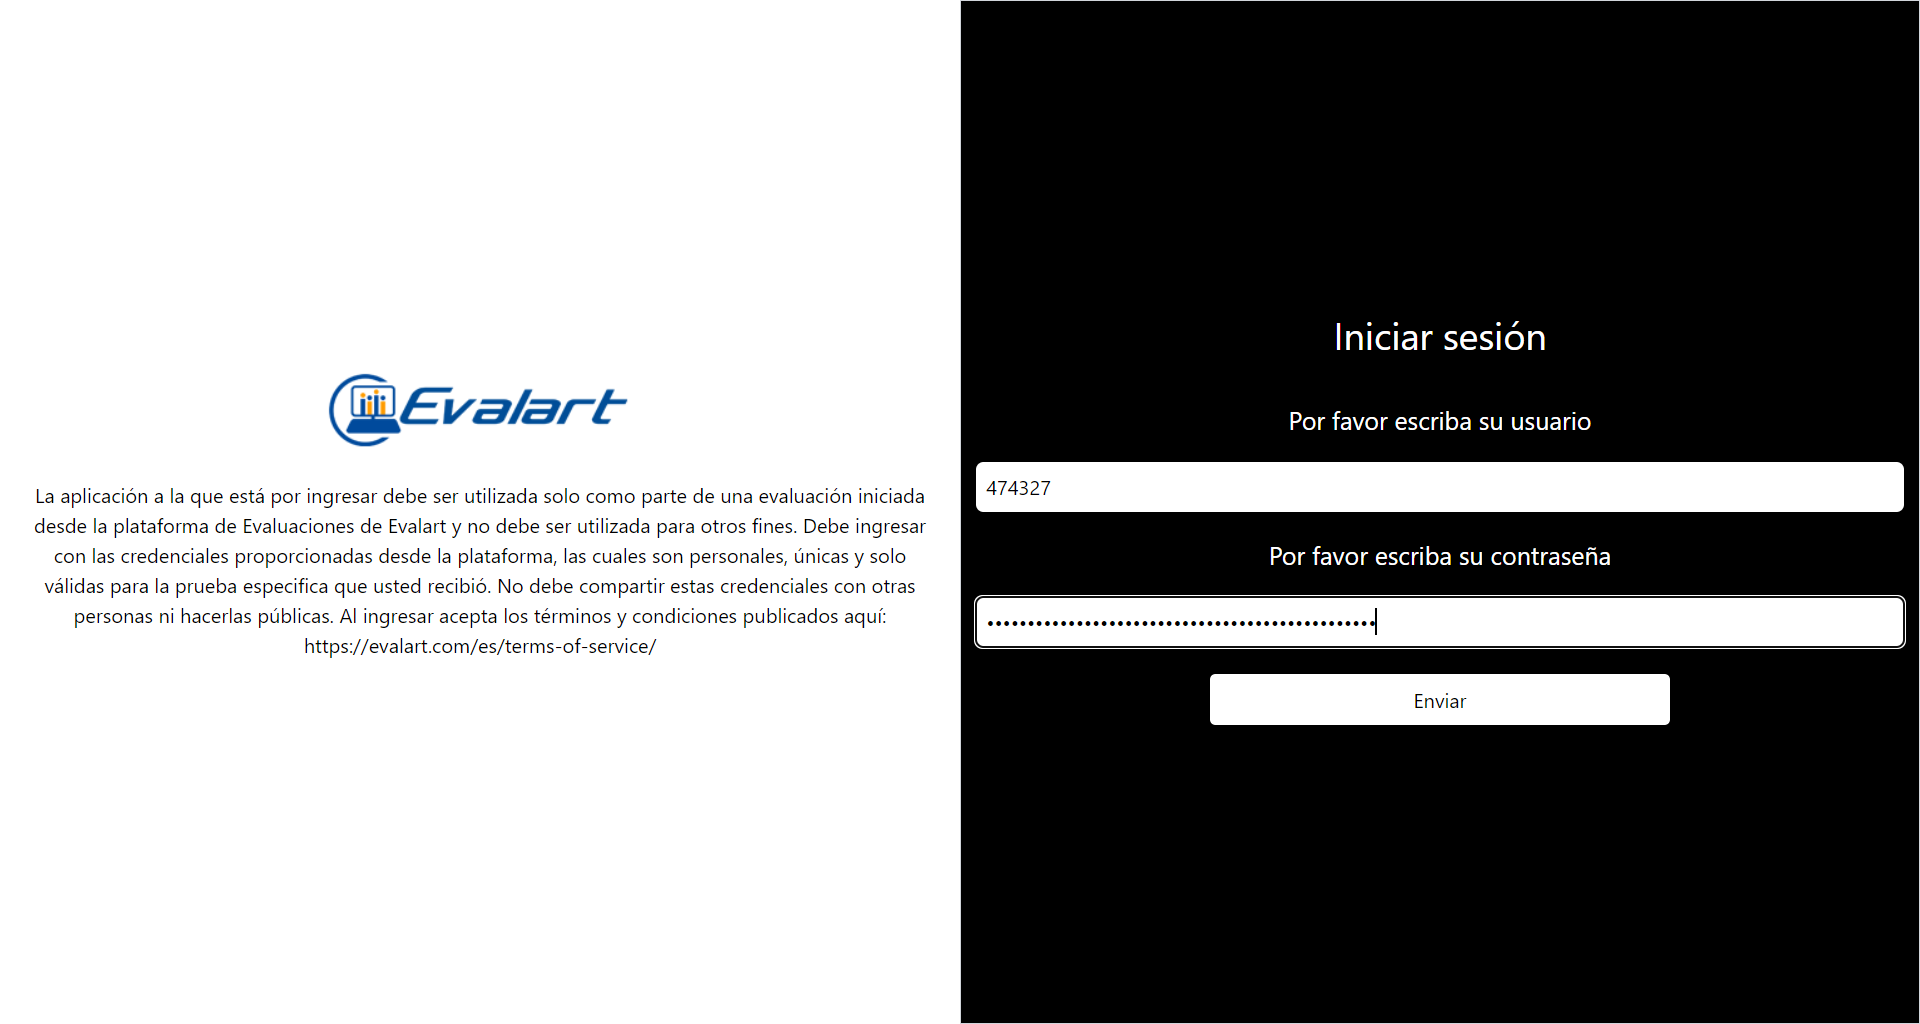 Evalart
La aplicación a la que está por ingresar debe ser utilizada solo como parte de una evaluación iniciada
desde la plataforma de Evaluaciones de Evalart y no debe ser utilizada para otros fines. Debe ingresar
con las credenciales proporcionadas desde la plataforma, las cuales son personales, únicas y solo
válidas para la prueba especifica que usted recibió. No debe compartir estas credenciales con otras
personas ni hacerlas públicas. Al ingresar acepta los términos y condiciones publicados aquí:
https://evalart.com/es/terms-of-service/
Iniciar sesión
Por favor escriba su usuario
474327
Por favor escriba su contraseña
Enviar